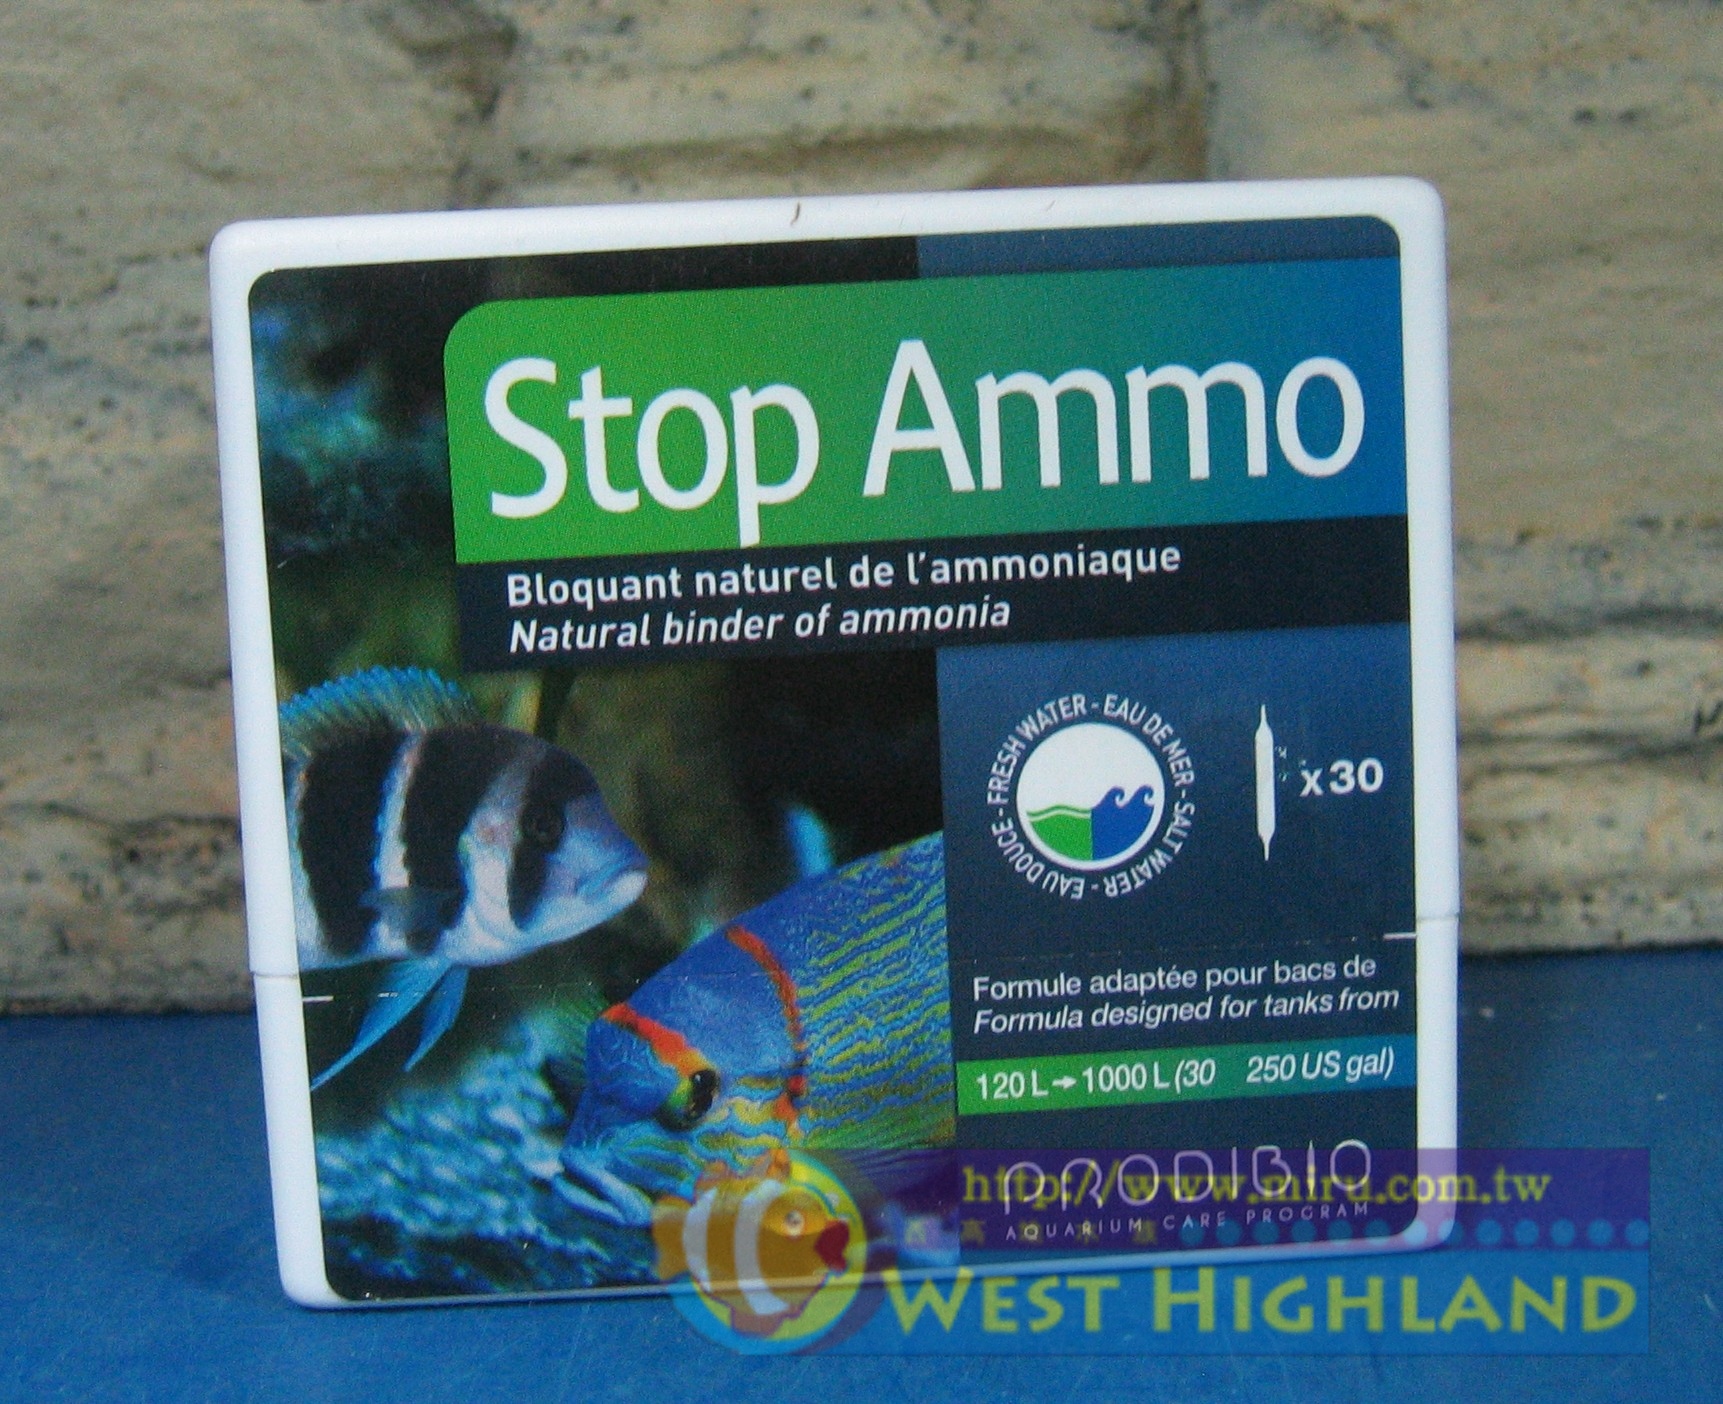 Stop Ammo
Bloquant naturel de l'ammoniaque
Natural binder of ammonia
EAU DOUCE - FRESH WATER - EAU DE MER - SALT WATER -
x 30
Formule adaptée pour bacs de
Formula designed for tanks from
120 L → 1000 L (30 250 US gal)
PRODIBIO
AQUARIUM CARE PROGRAM
http://www.miru.com.tw
WEST HIGHLAND